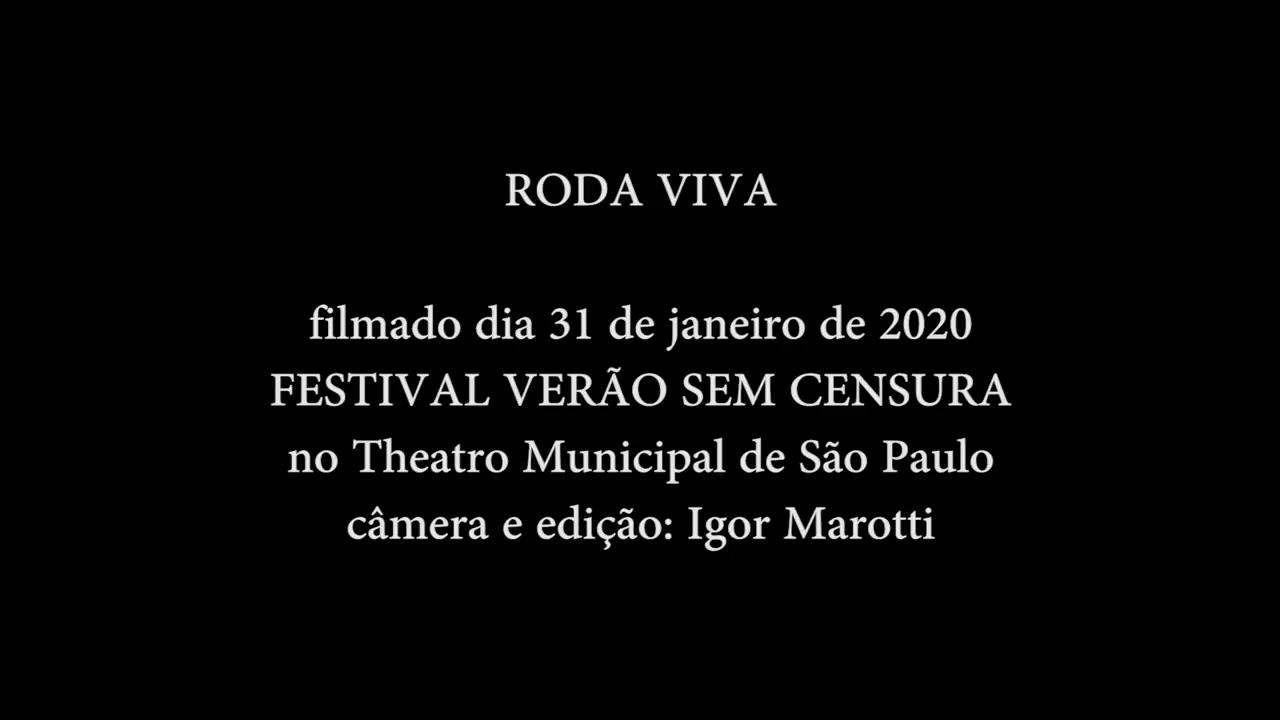 RODA VIVA
filmado dia 31 de janeiro de 2020
FESTIVAL VERÃO SEM CENSURA
no Theatro Municipal de São Paulo
câmera e edição: Igor Marotti